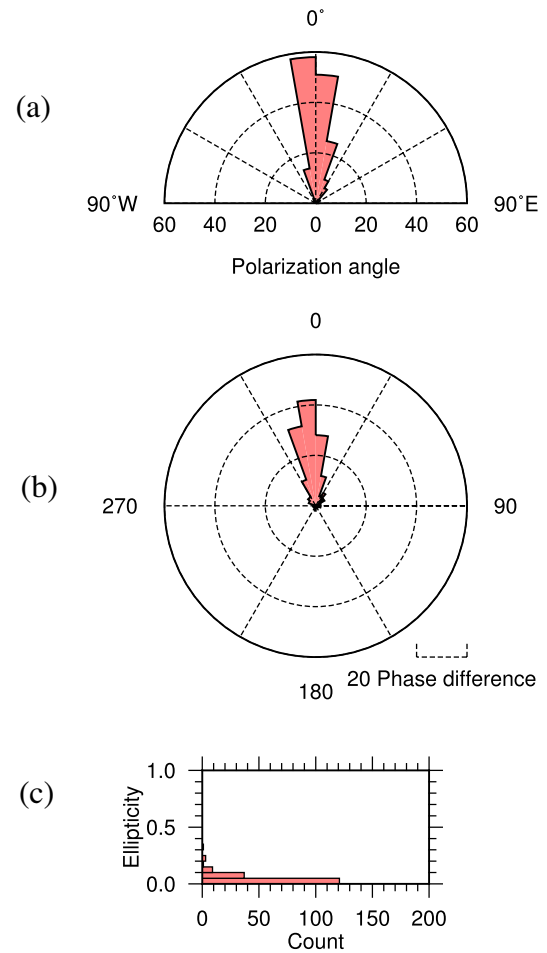 0°
(a)
90°W
90°E
60 40 20 0 20 40 60
Polarization angle
0
(b)
270
90
20 Phase difference
180
(c)
1.0
0.5
0.0
Ellipticity
0 50 100 150 200
Count